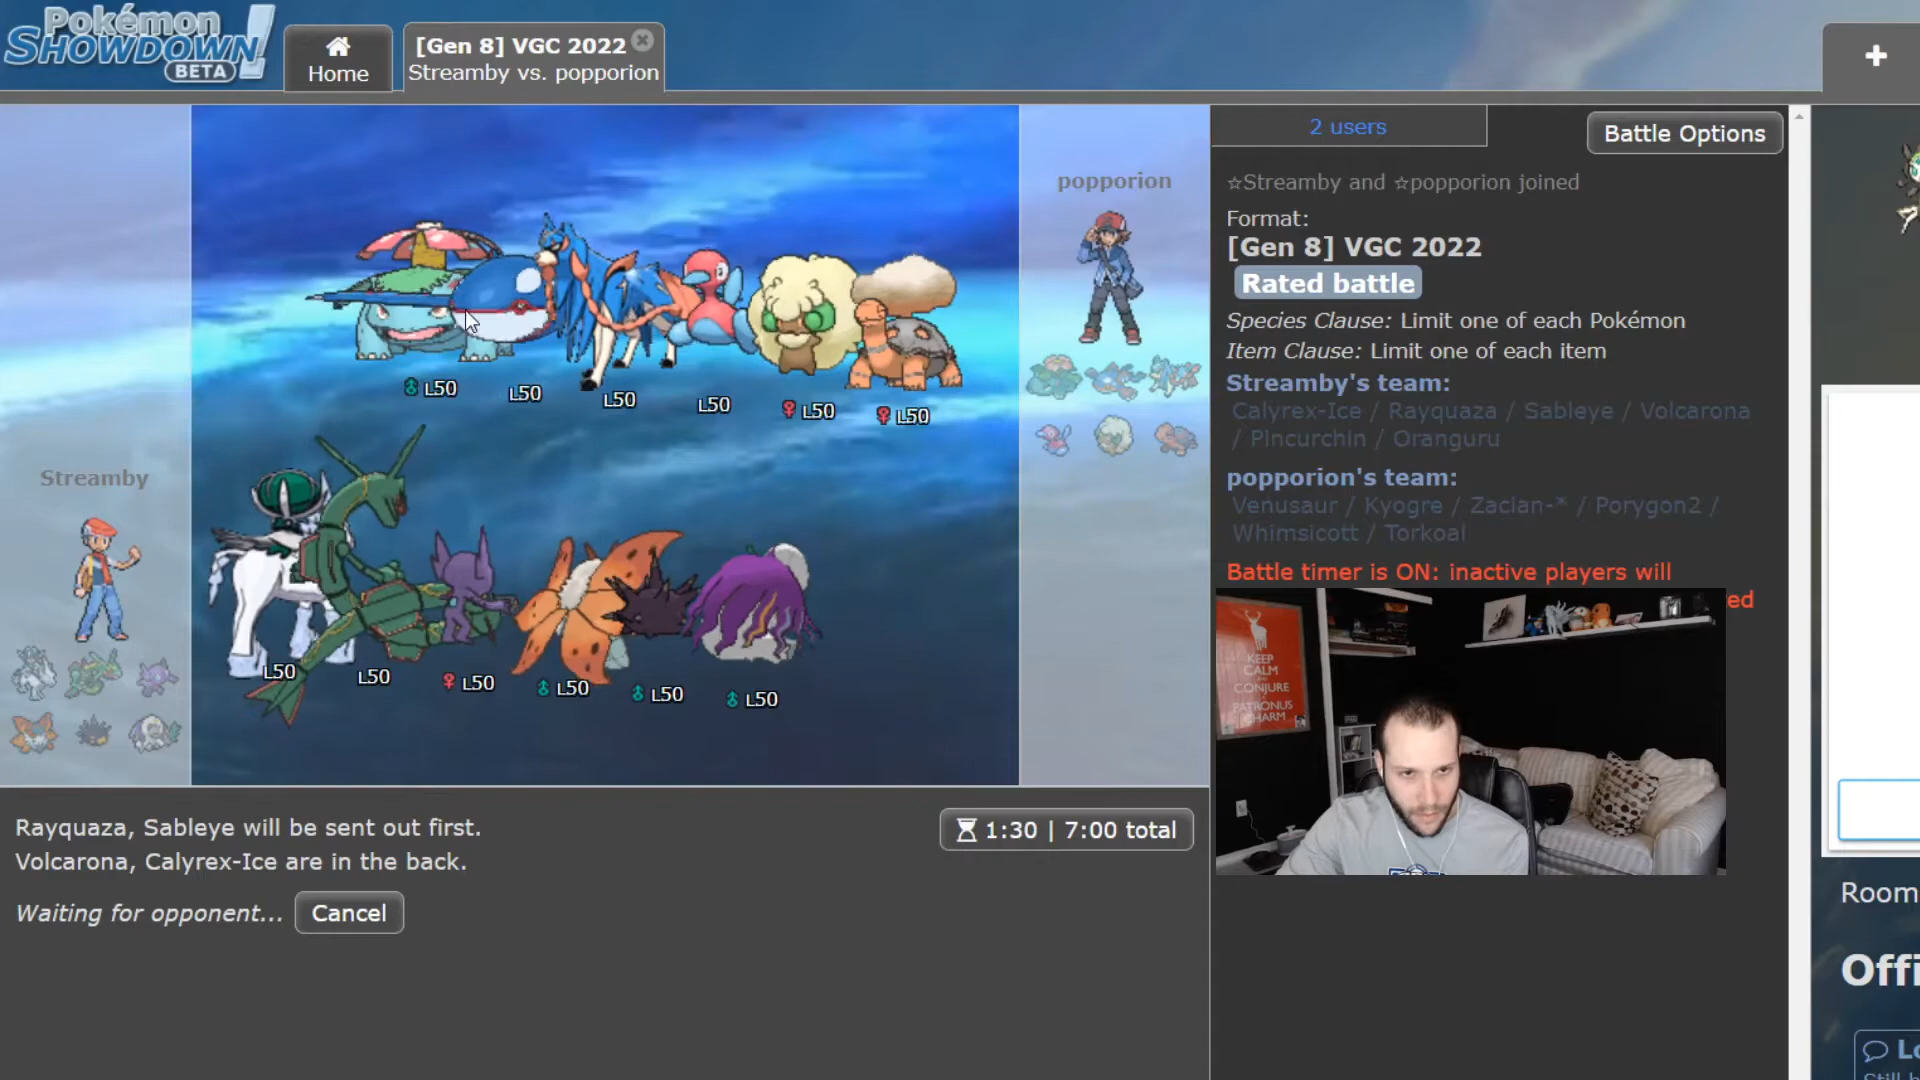 Pokémon
SHOWDOWN!
BETA
Home
[Gen 8] VGC 2022
Streamby vs. popporion
2 users
Battle Options
popporion
☆Streamby and ☆popporion joined
Format:
[Gen 8] VGC 2022
Rated battle
Species Clause: Limit one of each Pokémon
Item Clause: Limit one of each item
Streamby's team:
Calyrex-Ice / Rayquaza / Sableye / Volcarona
/ Pincurchin / Oranguru
popporion's team:
Venusaur / Kyogre / Zacian-* / Porygon2 /
Whimsicott / Torkoal
Battle timer is ON: inactive players will
ed
♂ L50
L50
L50
L50
♀ L50
♀ L50
Streamby
L50
L50
♀ L50
♂ L50
♂ L50
♂ L50
KEEP
CALM
AND
CONJURE
A
PATRONUS
CHARM
Rayquaza, Sableye will be sent out first.
Volcarona, Calyrex-Ice are in the back.
1:30 | 7:00 total
Waiting for opponent...
Cancel
Room
Offi
Lo